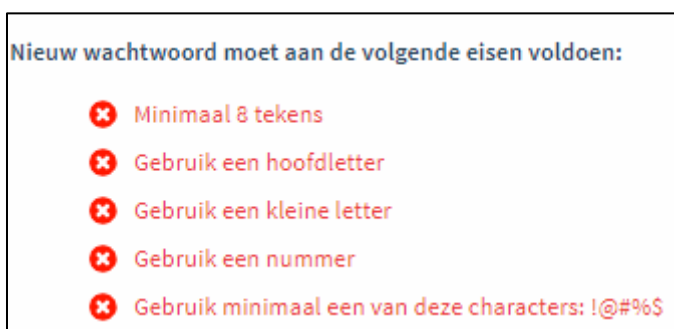 Nieuw wachtwoord moet aan de volgende eisen voldoen:
Minimaal 8 tekens
Gebruik een hoofdletter
Gebruik een kleine letter
Gebruik een nummer
Gebruik minimaal een van deze characters: !@#%$